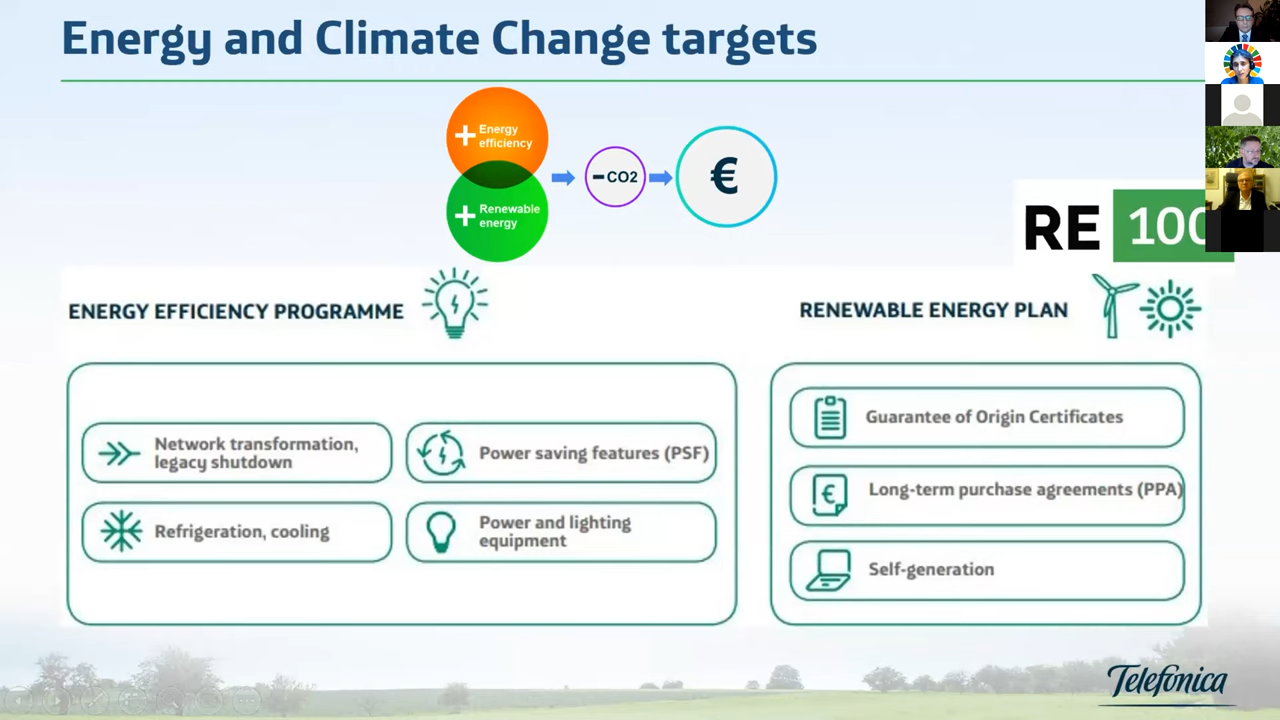 Energy and Climate Change targets
+ Energy
efficiency
+ Renewable
energy
-CO2
€
RE 100
ENERGY EFFICIENCY PROGRAMME
RENEWABLE ENERGY PLAN
Network transformation,
legacy shutdown
Power saving features (PSF)
Refrigeration, cooling
Power and lighting
equipment
Guarantee of Origin Certificates
€
Long-term purchase agreements (PPA)
Self-generation
Telefónica